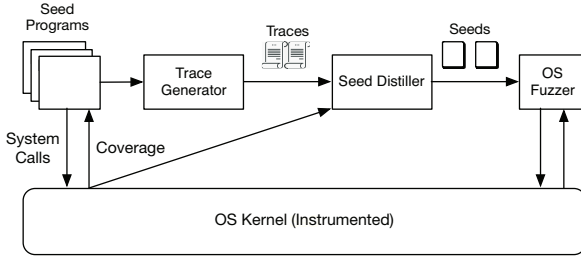 Seed
Programs
Traces
Seeds
Trace
Generator
Seed Distiller
OS
Fuzzer
System
Calls
Coverage
OS Kernel (Instrumented)